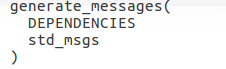 generate_messages(
  DEPENDENCIES
  std_msgs
)